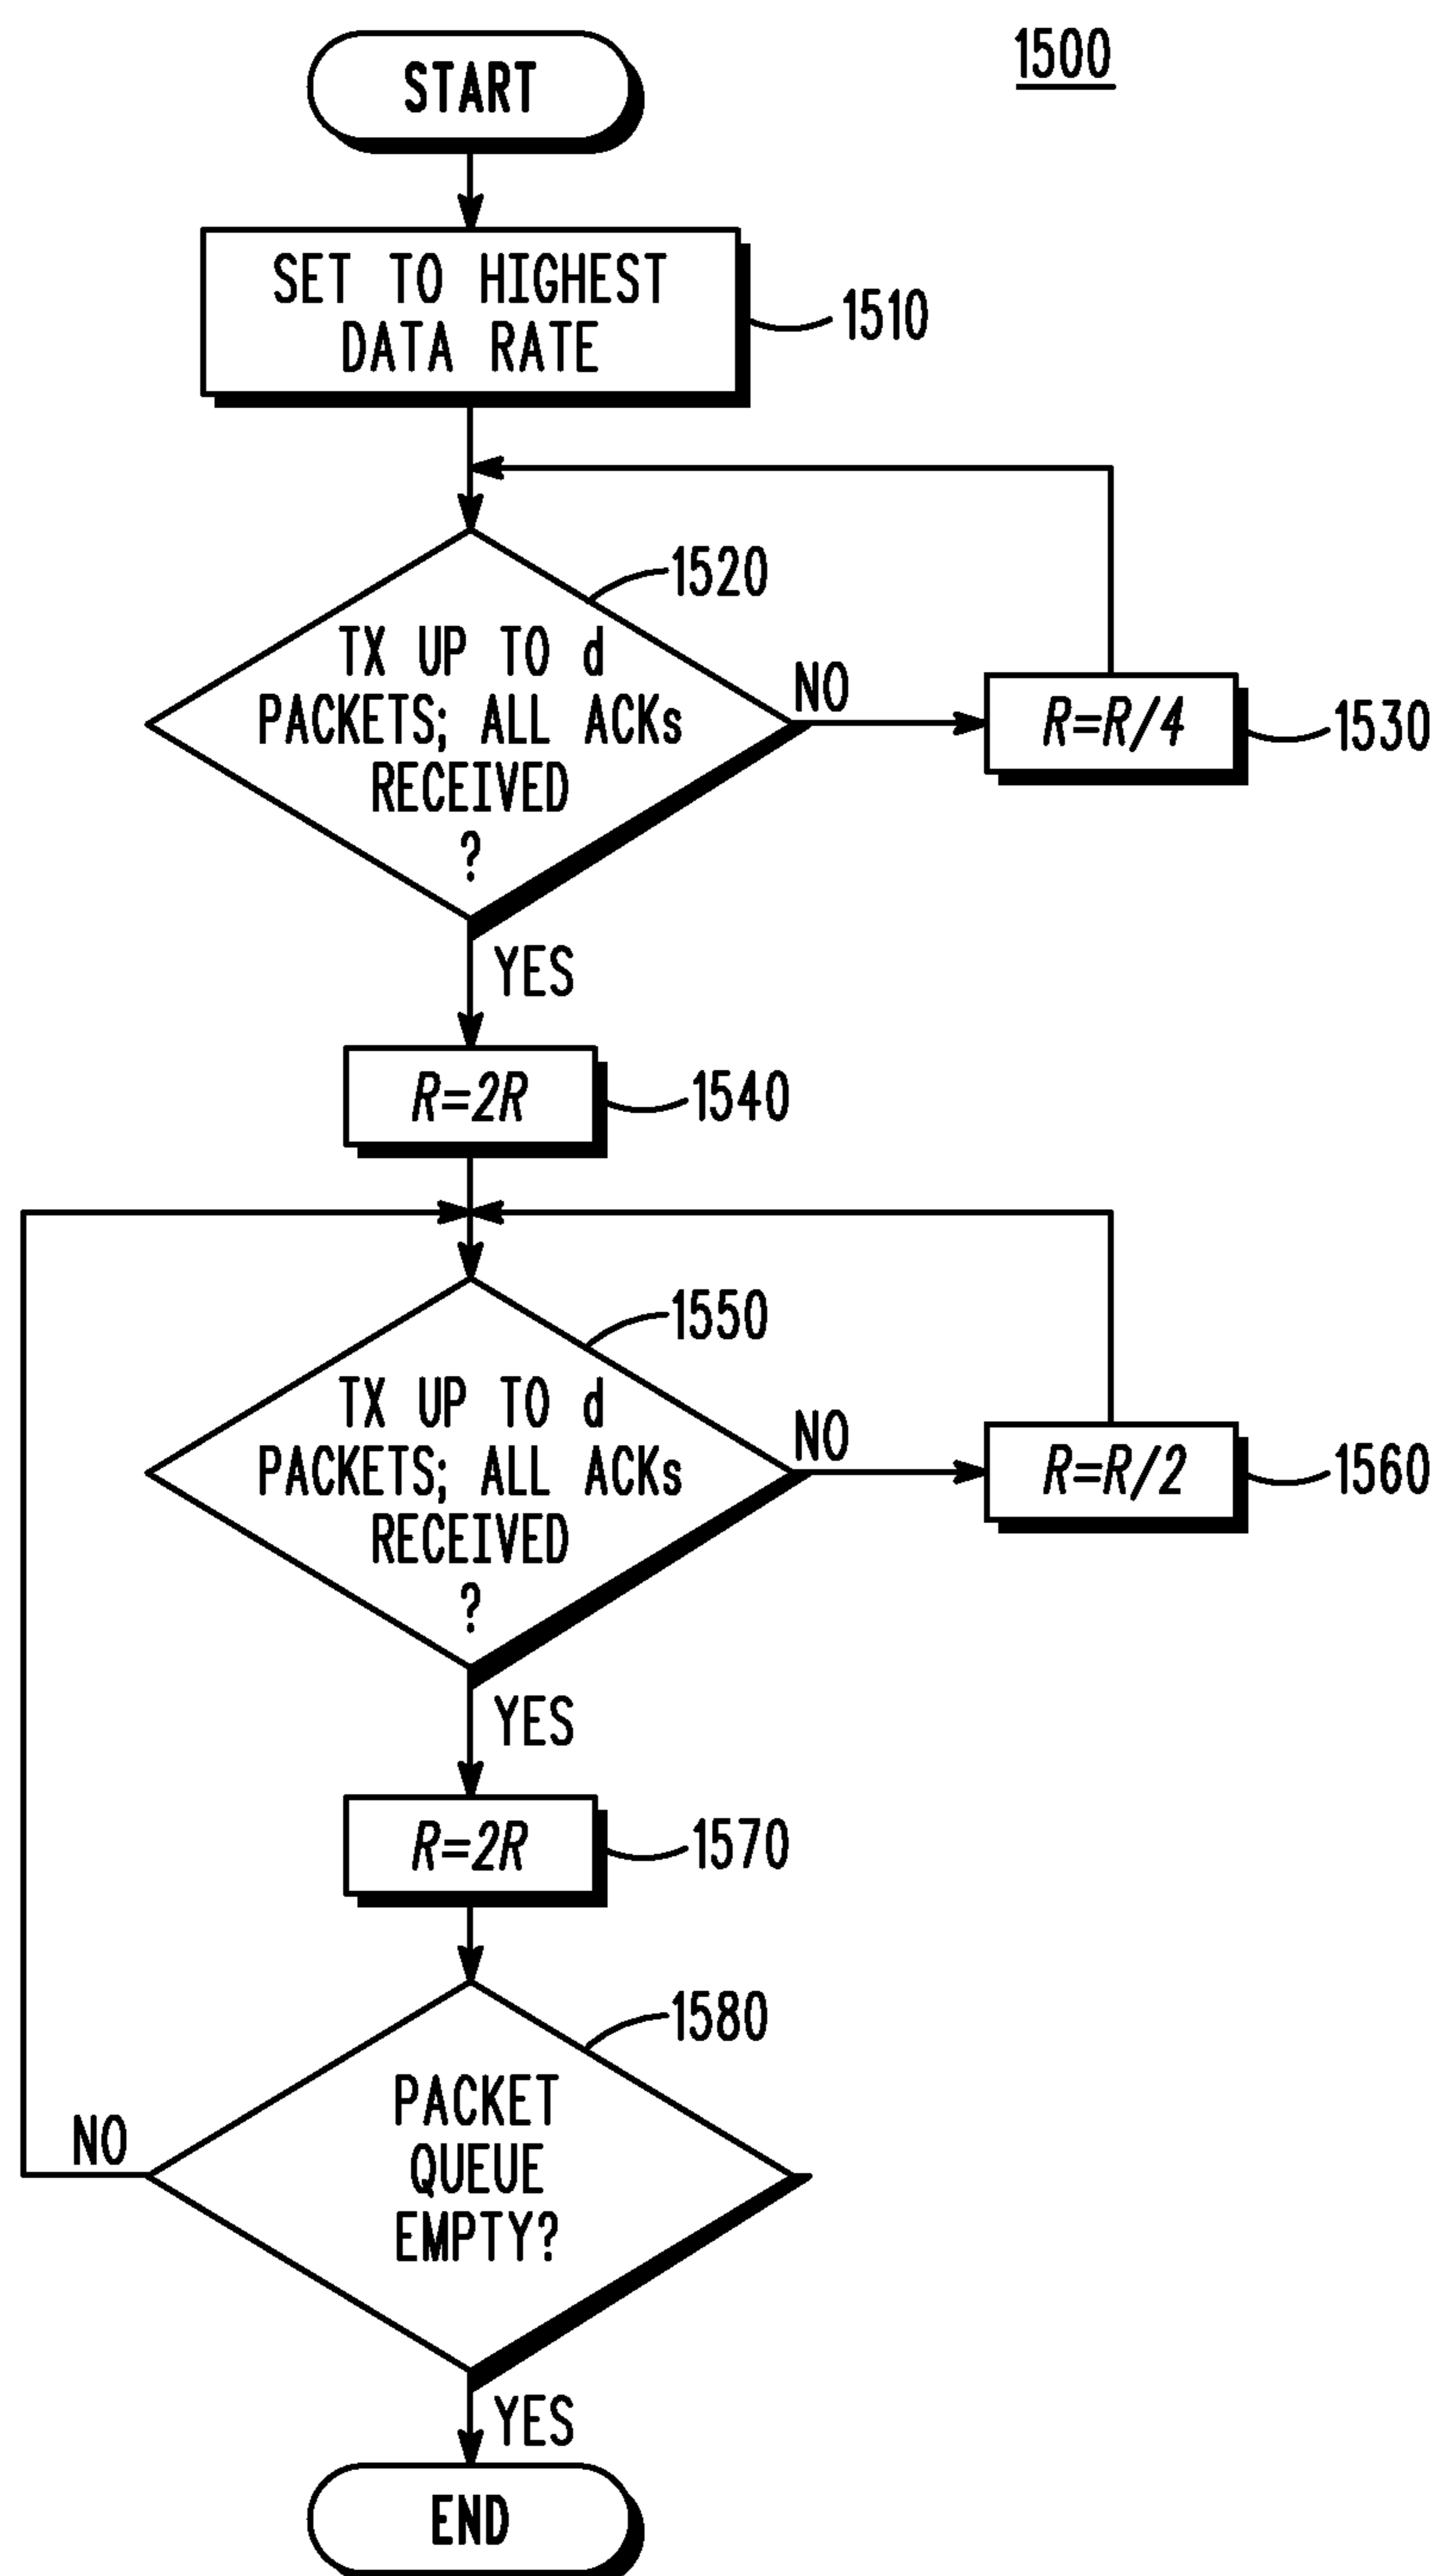 1500
START
SET TO HIGHEST
DATA RATE
1510
1520
TX UP TO d
PACKETS; ALL ACKs
RECEIVED
?
NO
R=R/4
1530
YES
R=2R
1540
1550
TX UP TO d
PACKETS; ALL ACKs
RECEIVED
?
NO
R=R/2
1560
YES
R=2R
1570
1580
PACKET
QUEUE
EMPTY?
NO
YES
END